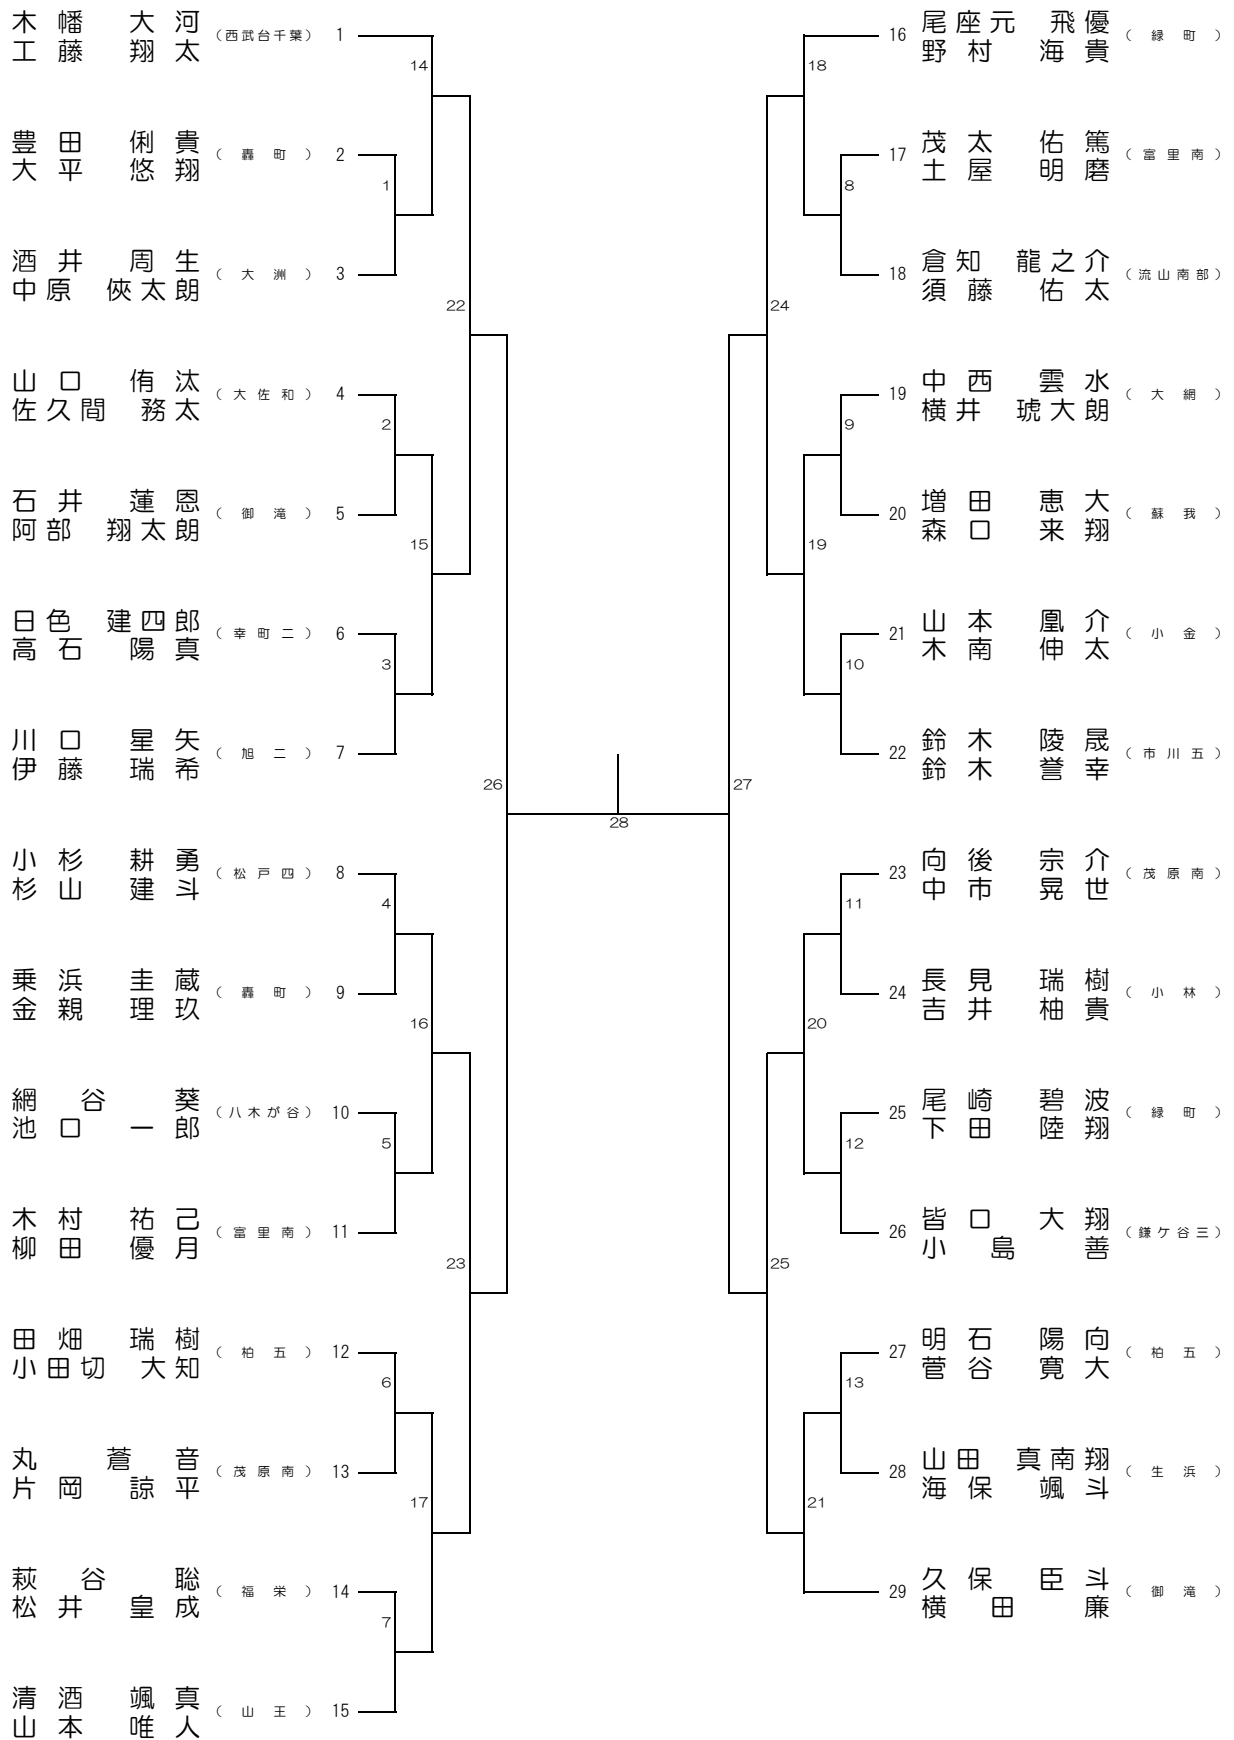 木幡 大河
工藤 翔太
(西武台千葉) 1
豊田 俐貴
大平 悠翔
(轟町) 2
酒井 周生
中原 俠太朗
(大洲) 3
山口 侑汰
佐久間 務太
(大佐和) 4
石井 蓮恩
阿部 翔太朗
(御滝) 5
日色 建四郎
高石 陽真
(幸町二) 6
川口 星矢
伊藤 瑞希
(旭二) 7
小杉 耕勇
杉山 建斗
(松戸四) 8
乗浜 圭蔵
金親 理玖
(轟町) 9
網谷 葵
池口 一郎
(八木が谷) 10
木村 祐己
柳田 優月
(富里南) 11
田畑 瑞樹
小田切 大知
(柏五) 12
丸 蒼音
片岡 諒平
(茂原南) 13
萩谷 聡
松井 皇成
(福栄) 14
清酒 颯真
山本 唯人
(山王) 15
14
1
22
2
15
3
26
4
16
5
23
6
17
7
28
18
8
24
9
19
10
27
11
20
12
25
13
21
16 尾座元 飛優
野村 海貴
(緑町)
17 茂太 佑篤
土屋 明磨
(富里南)
18 倉知 龍之介
須藤 佑太
(流山南部)
19 中西 雲水
横井 琥大朗
(大網)
20 増田 恵大
森口 来翔
(蘇我)
21 山本 凰介
木南 伸太
(小金)
22 鈴木 陵晟
鈴木 誉幸
(市川五)
23 向後 宗介
中市 晃世
(茂原南)
24 長見 瑞樹
吉井 柚貴
(小林)
25 尾崎 碧波
下田 陸翔
(緑町)
26 皆口 大翔
小島 善
(鎌ケ谷三)
27 明石 陽向
菅谷 寛大
(柏五)
28 山田 真南翔
海保 颯斗
(生浜)
29 久保 臣斗
横田 廉
(御滝)